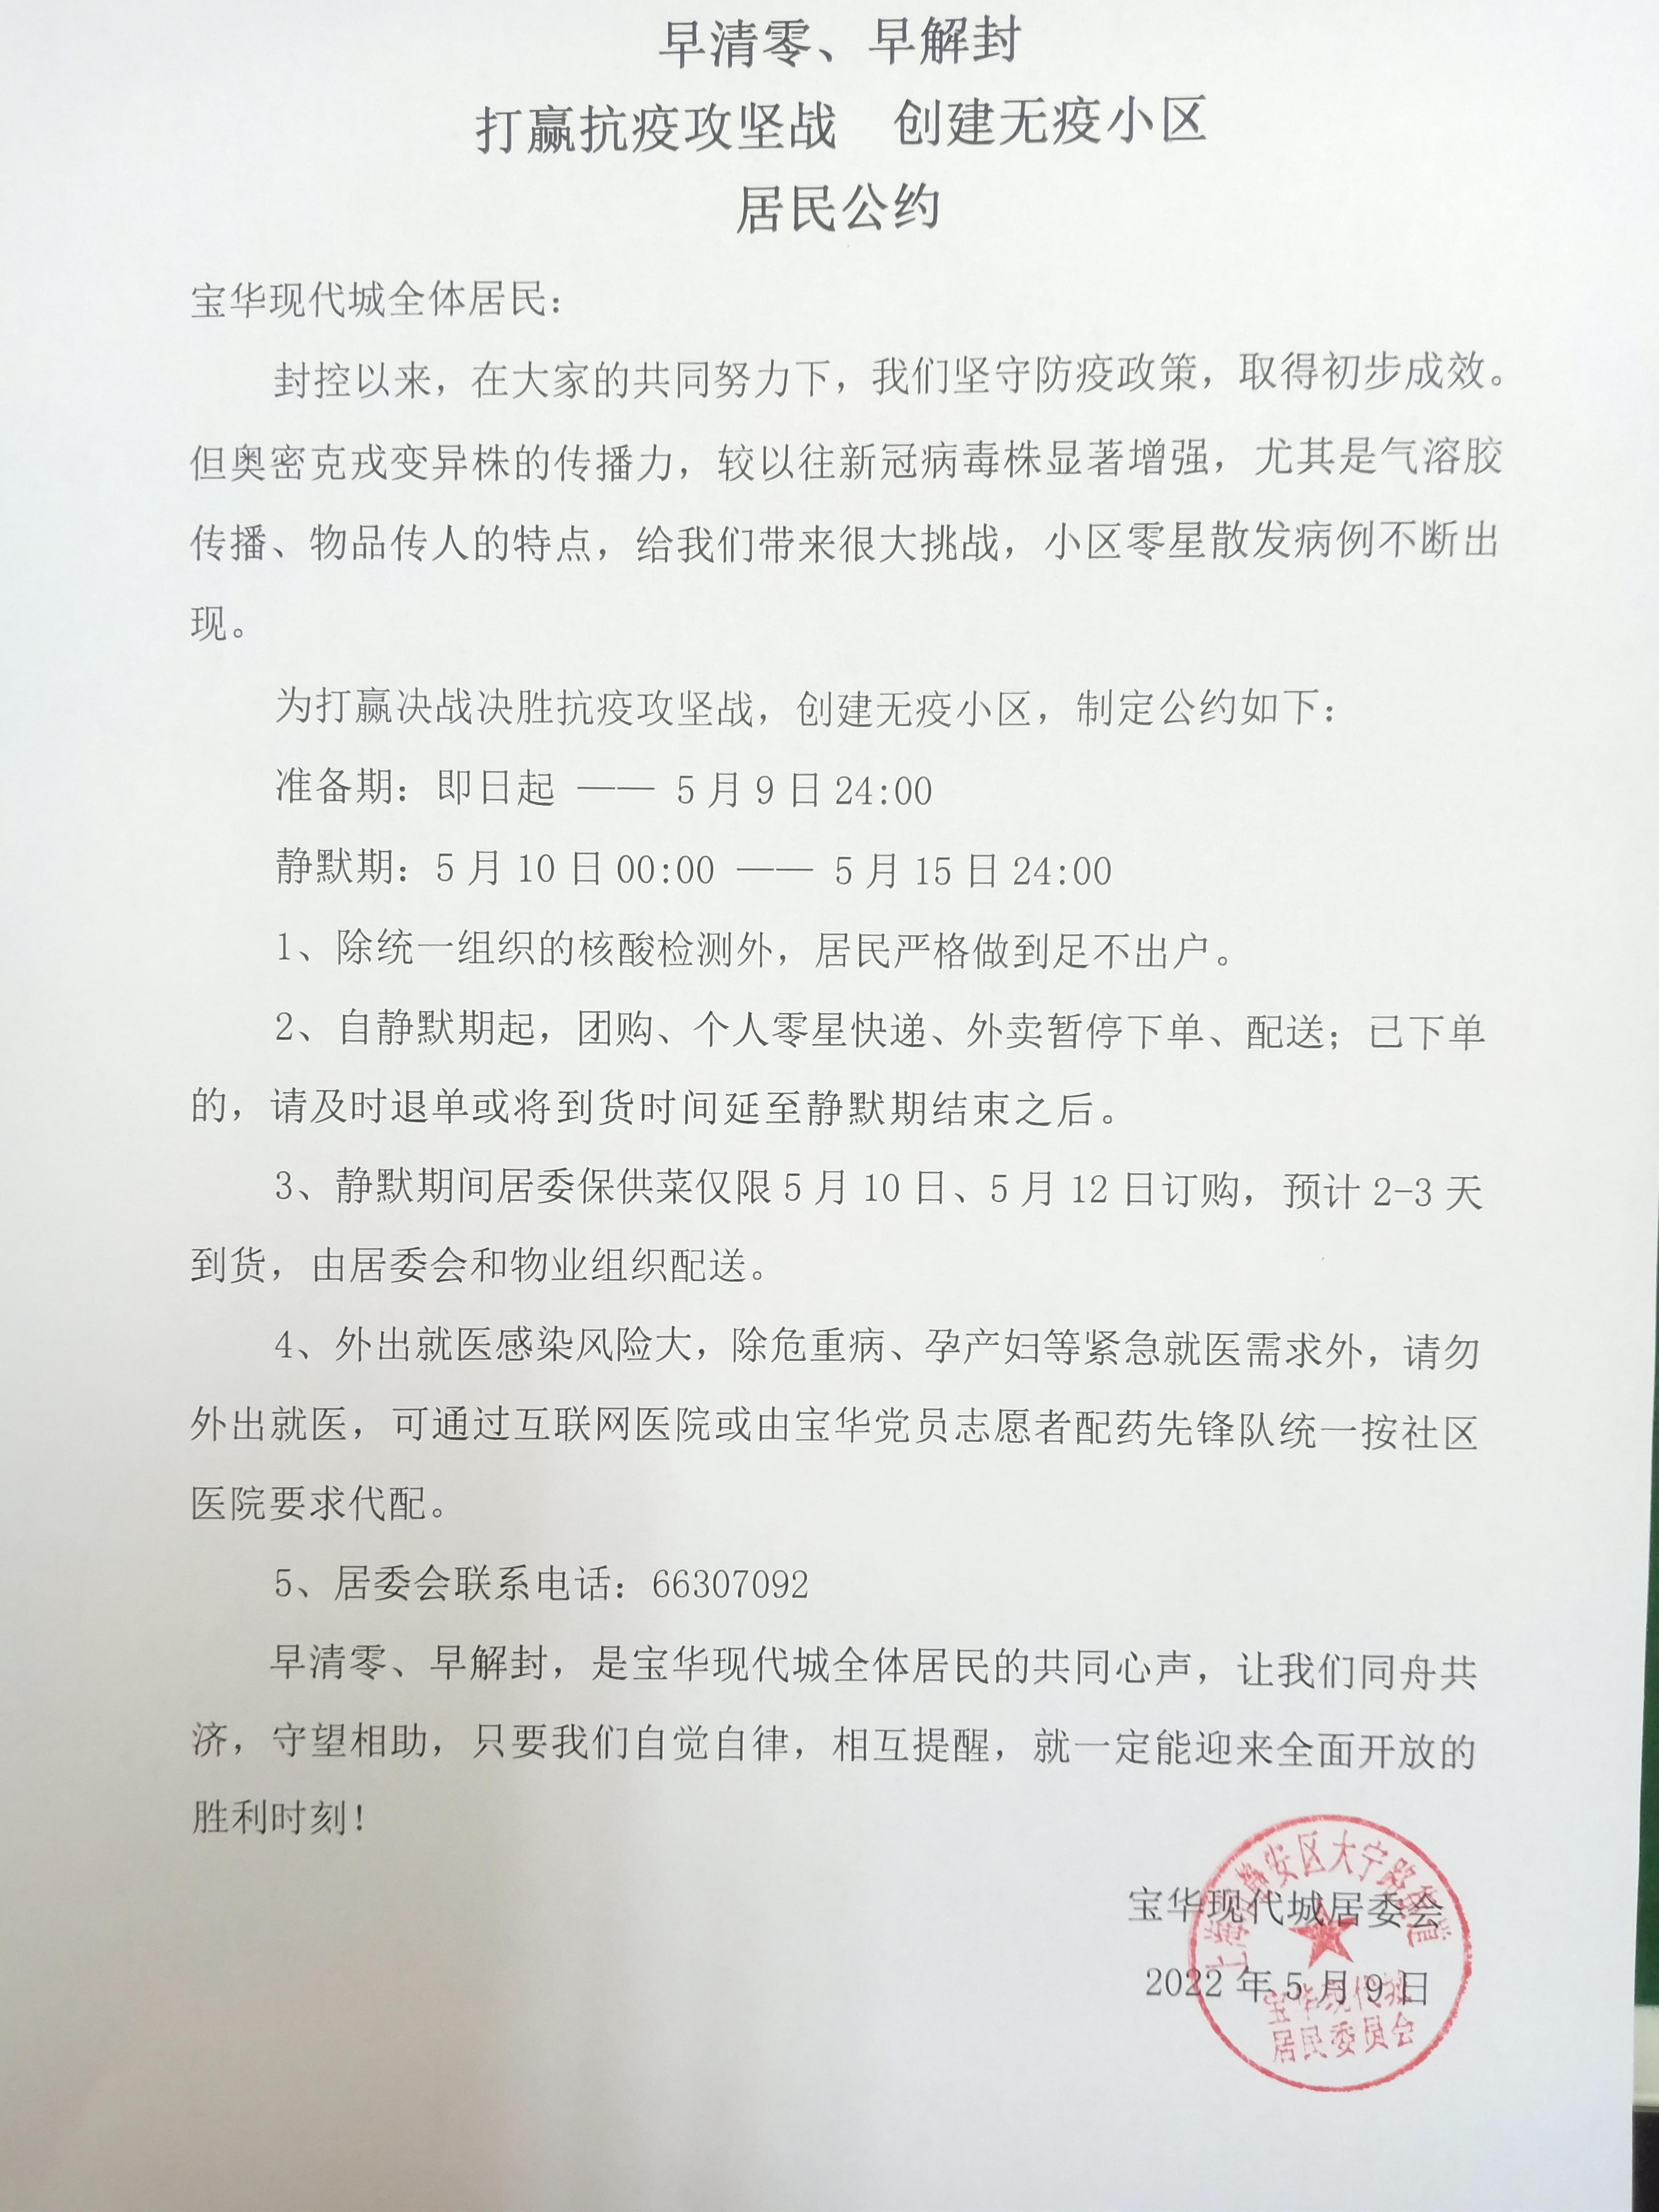 早清零、早解封
打赢抗疫攻坚战　创建无疫小区
居民公约
宝华现代城全体居民：
封控以来，在大家的共同努力下，我们坚守防疫政策，取得初步成效。
但奥密克戎变异株的传播力，较以往新冠病毒株显著增强，尤其是气溶胶
传播、物品传人的特点，给我们带来很大挑战，小区零星散发病例不断出
现。
为打赢决战决胜抗疫攻坚战，创建无疫小区，制定公约如下：
准备期：即日起 —— 5月9日24:00
静默期：5月10日00:00 —— 5月15日24:00
1、除统一组织的核酸检测外，居民严格做到足不出户。
2、自静默期起，团购、个人零星快递、外卖暂停下单、配送；已下单
的，请及时退单或将到货时间延至静默期结束之后。
3、静默期间居委保供菜仅限5月10日、5月12日订购，预计2-3天
到货，由居委会和物业组织配送。
4、外出就医感染风险大，除危重病、孕产妇等紧急就医需求外，请勿
外出就医，可通过互联网医院或由宝华党员志愿者配药先锋队统一按社区
医院要求代配。
5、居委会联系电话：66307092
早清零、早解封，是宝华现代城全体居民的共同心声，让我们同舟共
济，守望相助，只要我们自觉自律，相互提醒，就一定能迎来全面开放的
胜利时刻！
宝华现代城居委会
2022年5月9日
上海市静安区大宁路街道
宝华现代城
居民委员会